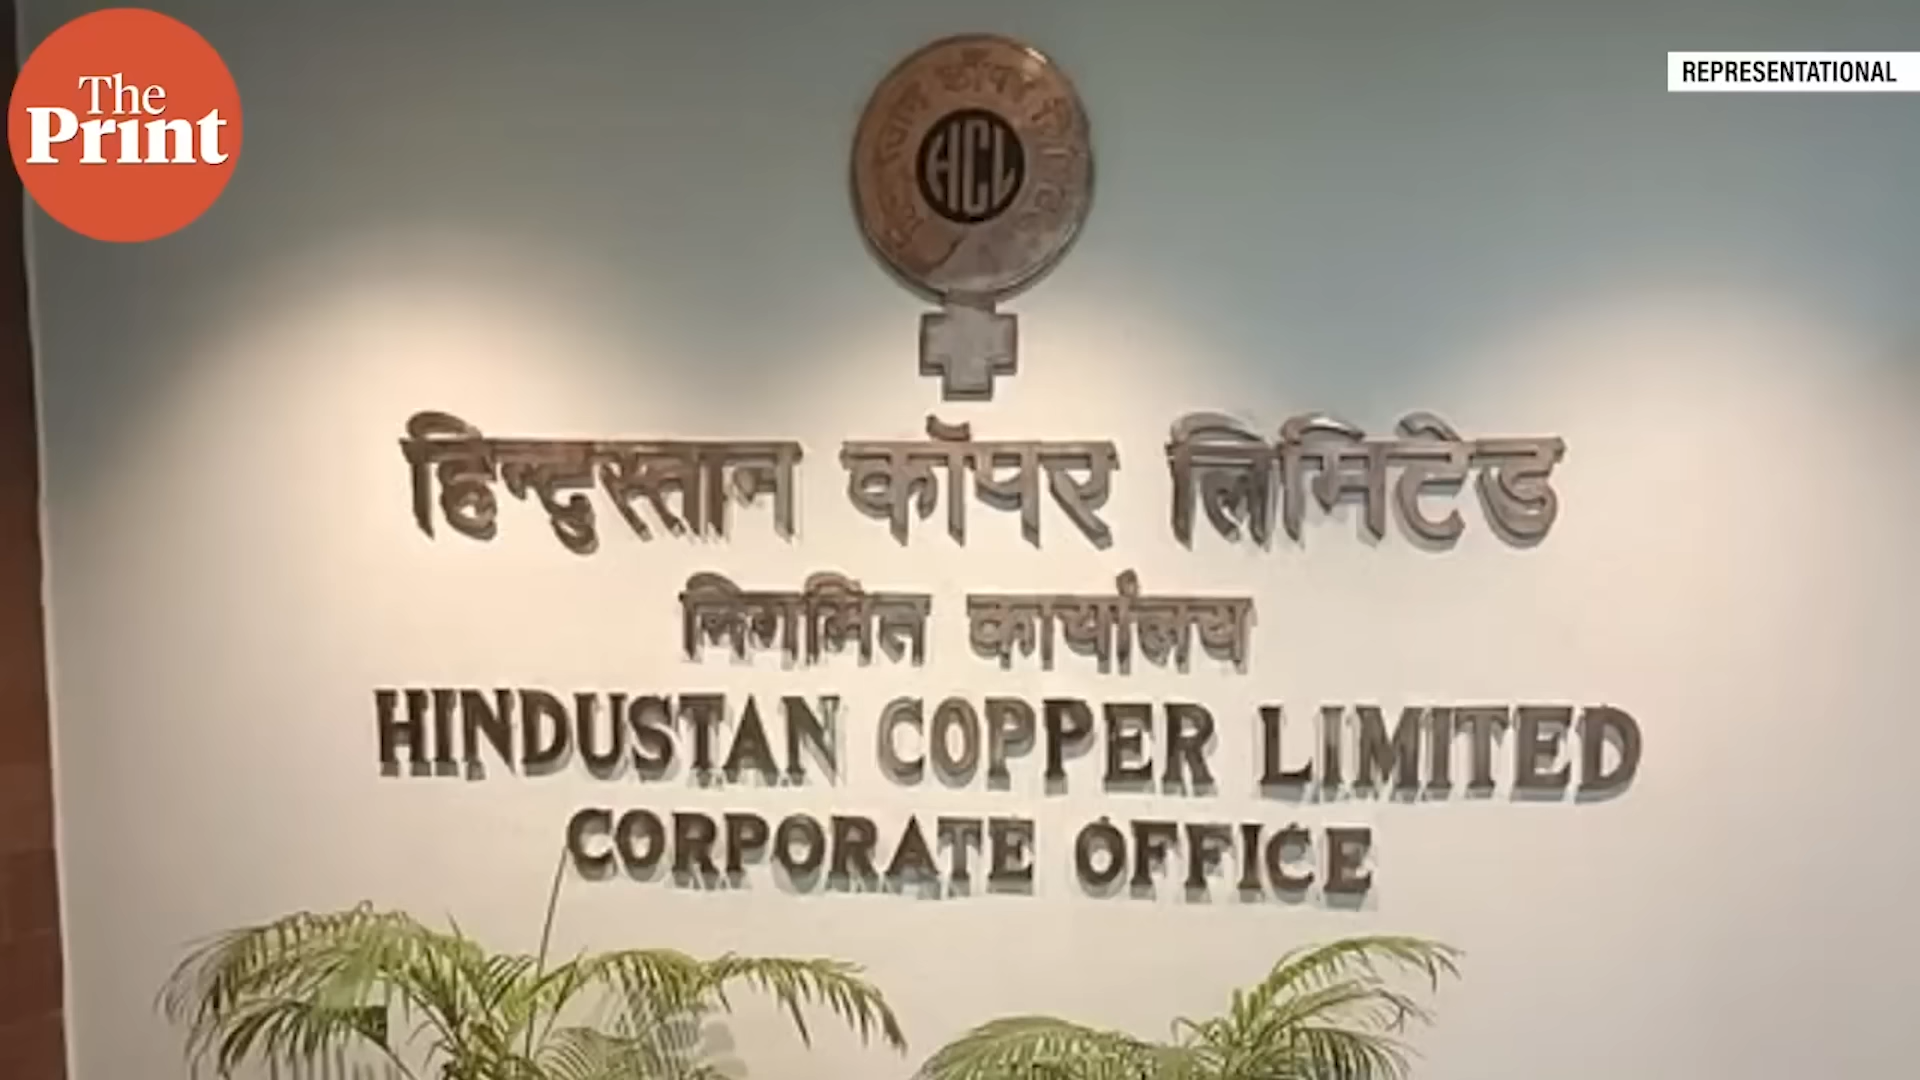 The
Print
REPRESENTATIONAL
HCL
हिन्दुस्तान कॉपर लिमिटेड
निगमित कार्यालय
HINDUSTAN COPPER LIMITED
CORPORATE OFFICE